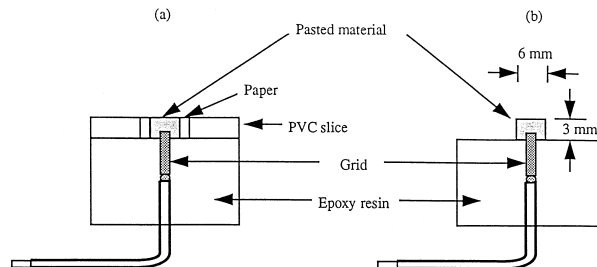 (a)
(b)
Pasted material
6 mm
Paper
PVC slice
3 mm
Grid
Epoxy resin